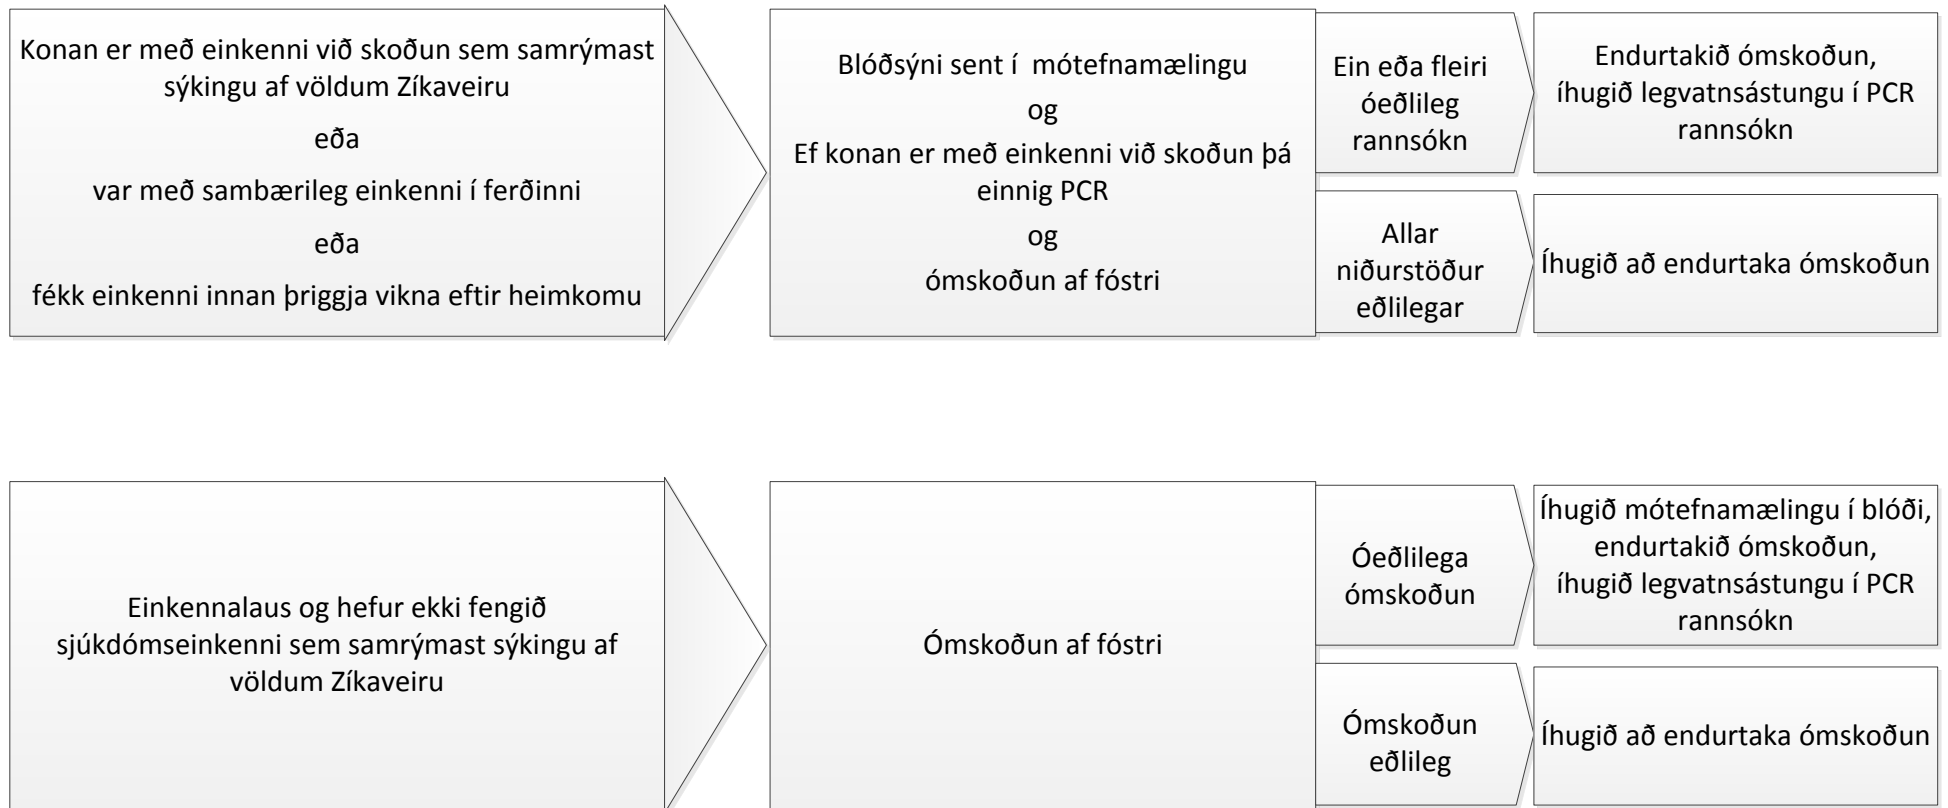 Konan er með einkenni við skoðun sem samrýmast
sýkingu af völdum Zíkaveiru
eða
var með sambærileg einkenni í ferðinni
eða
fékk einkenni innan þriggja vikna eftir heimkomu
Blóðsýni sent í  mótefnamælingu
og
Ef konan er með einkenni við skoðun þá
einnig PCR
og
ómskoðun af fóstri
Ein eða fleiri
óeðlileg
rannsókn
Endurtakið ómskoðun,
íhugið legvatnsástungu í PCR
rannsókn
Allar
niðurstöður
eðlilegar
Íhugið að endurtaka ómskoðun
Einkennalaus og hefur ekki fengið
sjúkdómseinkenni sem samrýmast sýkingu af
völdum Zíkaveiru
Ómskoðun af fóstri
Óeðlilega
ómskoðun
Íhugið mótefnamælingu í blóði,
endurtakið ómskoðun,
íhugið legvatnsástungu í PCR
rannsókn
Ómskoðun
eðlileg
Íhugið að endurtaka ómskoðun